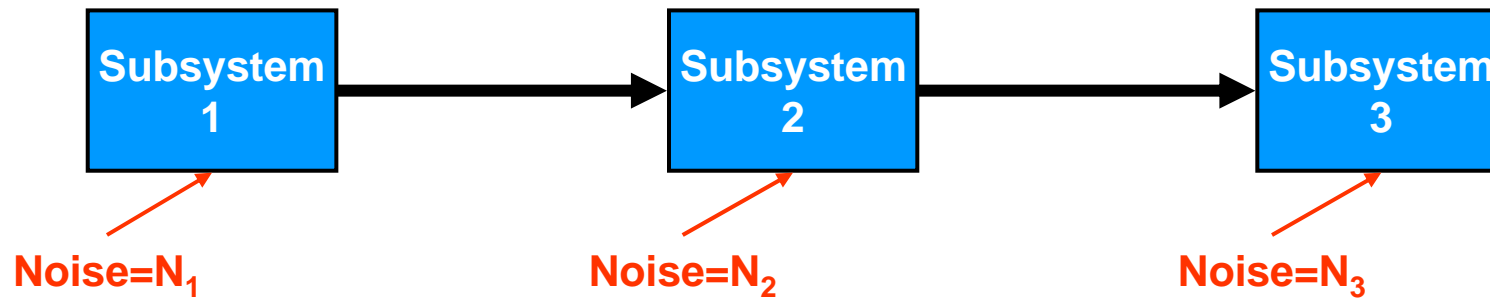 Subsystem
1
Subsystem
2
Subsystem
3
Noise=N₁
Noise=N₂
Noise=N₃